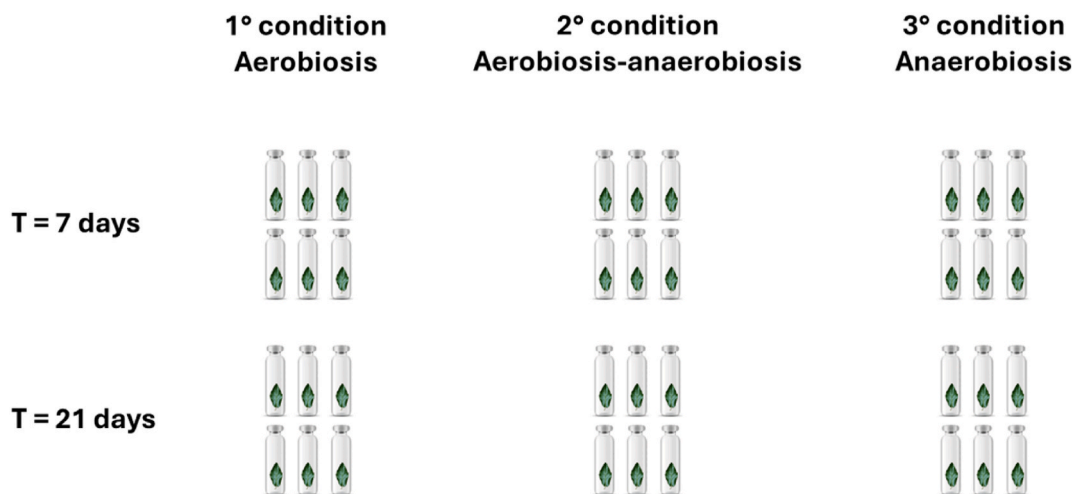 1° condition
Aerobiosis
2° condition
Aerobiosis-anaerobiosis
3° condition
Anaerobiosis
T = 7 days
T = 21 days